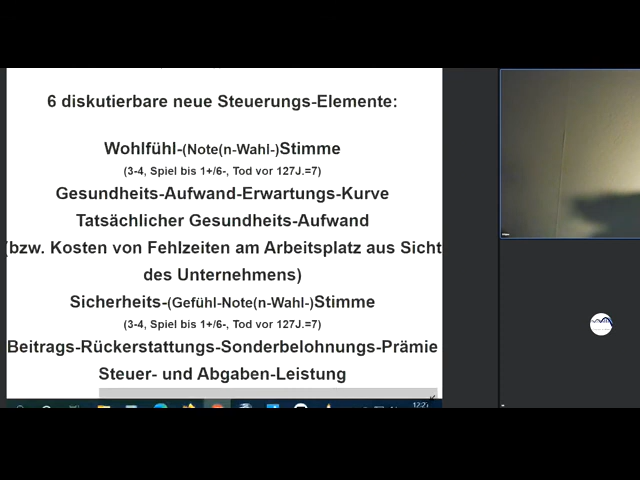 6 diskutierbare neue Steuerungs-Elemente:
Wohlfühl-(Note(n-Wahl-)Stimme
(3-4, Spiel bis 1+/6-, Tod vor 127J.=7)
Gesundheits-Aufwand-Erwartungs-Kurve
Tatsächlicher Gesundheits-Aufwand
(bzw. Kosten von Fehlzeiten am Arbeitsplatz aus Sicht
des Unternehmens)
Sicherheits-(Gefühl-Note(n-Wahl-)Stimme
(3-4, Spiel bis 1+/6-, Tod vor 127J.=7)
Beitrags-Rückerstattungs-Sonderbelohnungs-Prämie
Steuer- und Abgaben-Leistung